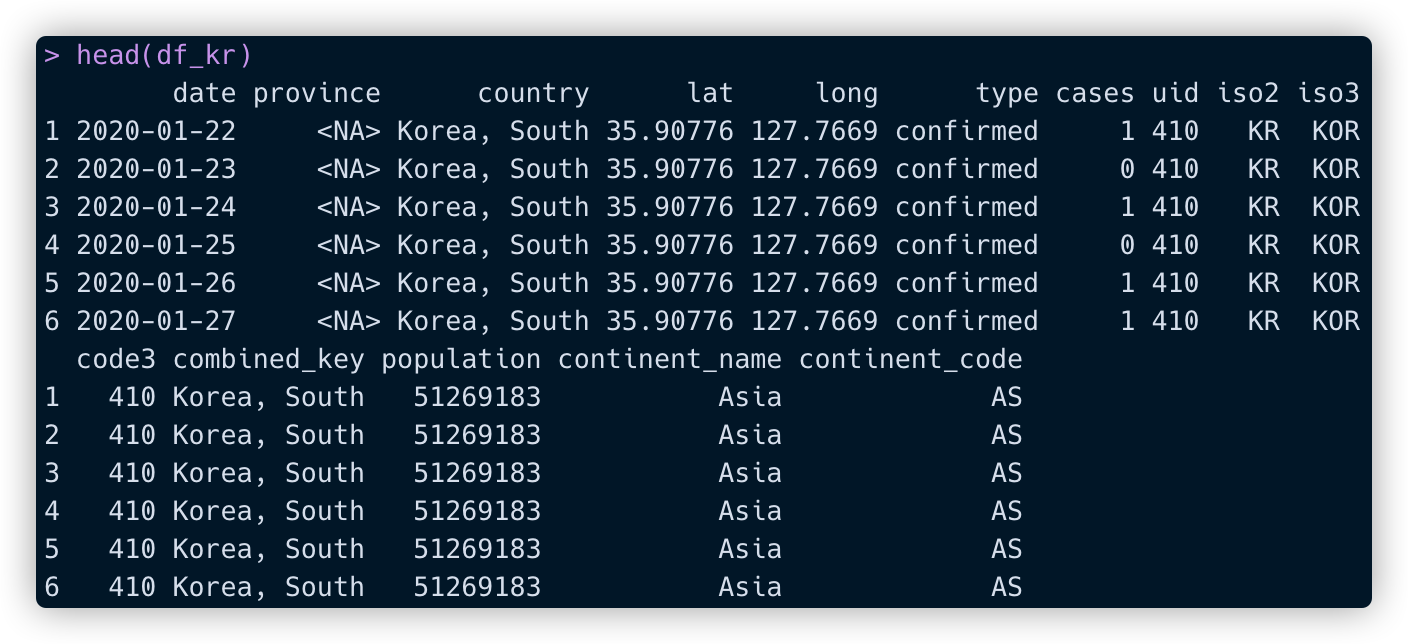 > head(df_kr)
        date province      country      lat     long      type cases uid iso2 iso3
1 2020-01-22     <NA> Korea, South 35.90776 127.7669 confirmed     1 410   KR  KOR
2 2020-01-23     <NA> Korea, South 35.90776 127.7669 confirmed     0 410   KR  KOR
3 2020-01-24     <NA> Korea, South 35.90776 127.7669 confirmed     1 410   KR  KOR
4 2020-01-25     <NA> Korea, South 35.90776 127.7669 confirmed     0 410   KR  KOR
5 2020-01-26     <NA> Korea, South 35.90776 127.7669 confirmed     1 410   KR  KOR
6 2020-01-27     <NA> Korea, South 35.90776 127.7669 confirmed     1 410   KR  KOR
  code3 combined_key population continent_name continent_code
1   410 Korea, South   51269183           Asia             AS
2   410 Korea, South   51269183           Asia             AS
3   410 Korea, South   51269183           Asia             AS
4   410 Korea, South   51269183           Asia             AS
5   410 Korea, South   51269183           Asia             AS
6   410 Korea, South   51269183           Asia             AS